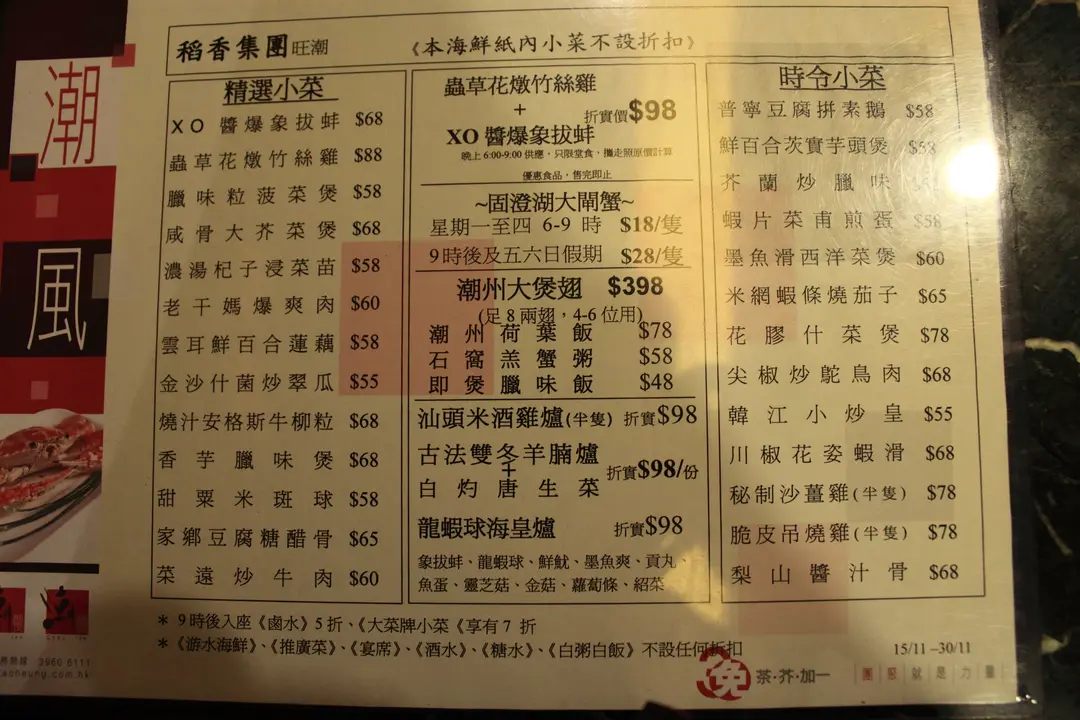 稻香集團旺潮 《本海鮮紙內小菜不設折扣》
潮
風
精選小菜
XO 醬爆象拔蚌 $68
蟲草花燉竹絲雞 $88
臘味粒菠菜煲 $58
咸骨大芥菜煲 $68
濃湯杞子浸菜苗 $58
老干媽爆爽肉 $60
雲耳鮮百合蓮藕 $58
金沙什菌炒翠瓜 $55
燒汁安格斯牛柳粒 $68
香芋臘味煲 $68
甜粟米斑球 $58
家鄉豆腐糖醋骨 $65
菜遠炒牛肉 $60
蟲草花燉竹絲雞
+
折實價$98
XO 醬爆象拔蚌
晚上 6:00-9:00 供應，只限堂食，攤走照原價計算
優惠食品，售完即止
~固澄湖大閘蟹~
星期一至四 6-9 時 $18/隻
9時後及五六日假期 $28/隻
潮州大煲翅 $398
(足 8 兩翅，4-6 位用)
潮州荷葉飯 $78
石窩羔蟹粥 $58
即煲臘味飯 $48
汕頭米酒雞爐(半隻) 折實$98
古法雙冬羊腩爐
+
折實$98/份
白灼唐生菜
龍蝦球海皇爐 折實$98
象拔蚌、龍蝦球、鮮魷、墨魚爽、貢丸、
魚蛋、靈芝菇、金菇、蘿蔔條、紹菜
時令小菜
普寧豆腐拼素鵝 $58
鮮百合茨實芋頭煲 $58
芥蘭炒臘味
蝦片菜甫煎蛋 $58
墨魚滑西洋菜煲 $60
米網蝦條燒茄子 $65
花膠什菜煲 $78
尖椒炒鴕鳥肉 $68
韓江小炒皇 $55
川椒花姿蝦滑 $68
秘制沙薑雞(半隻) $78
脆皮吊燒雞(半隻) $78
梨山醬汁骨 $68
* 9時後入座《鹵水》5 折、《大菜牌小菜《享有 7 折
* 《游水海鮮》、《推廣菜》、《宴席》、《酒水》、《糖水》、《白粥白飯》不設任何折扣
15/11 –30/11
免 茶·芥·加一
團隊就是力量
3960 6111